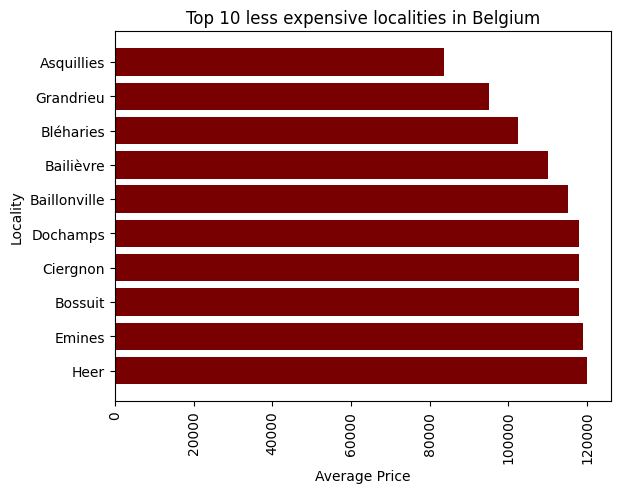 Top 10 less expensive localities in Belgium
Asquillies
Grandrieu
Bléharies
Bailièvre
Baillonville
Dochamps
Ciergnon
Bossuit
Emines
Heer
Locality
0
20000
40000
60000
80000
100000
120000
Average Price